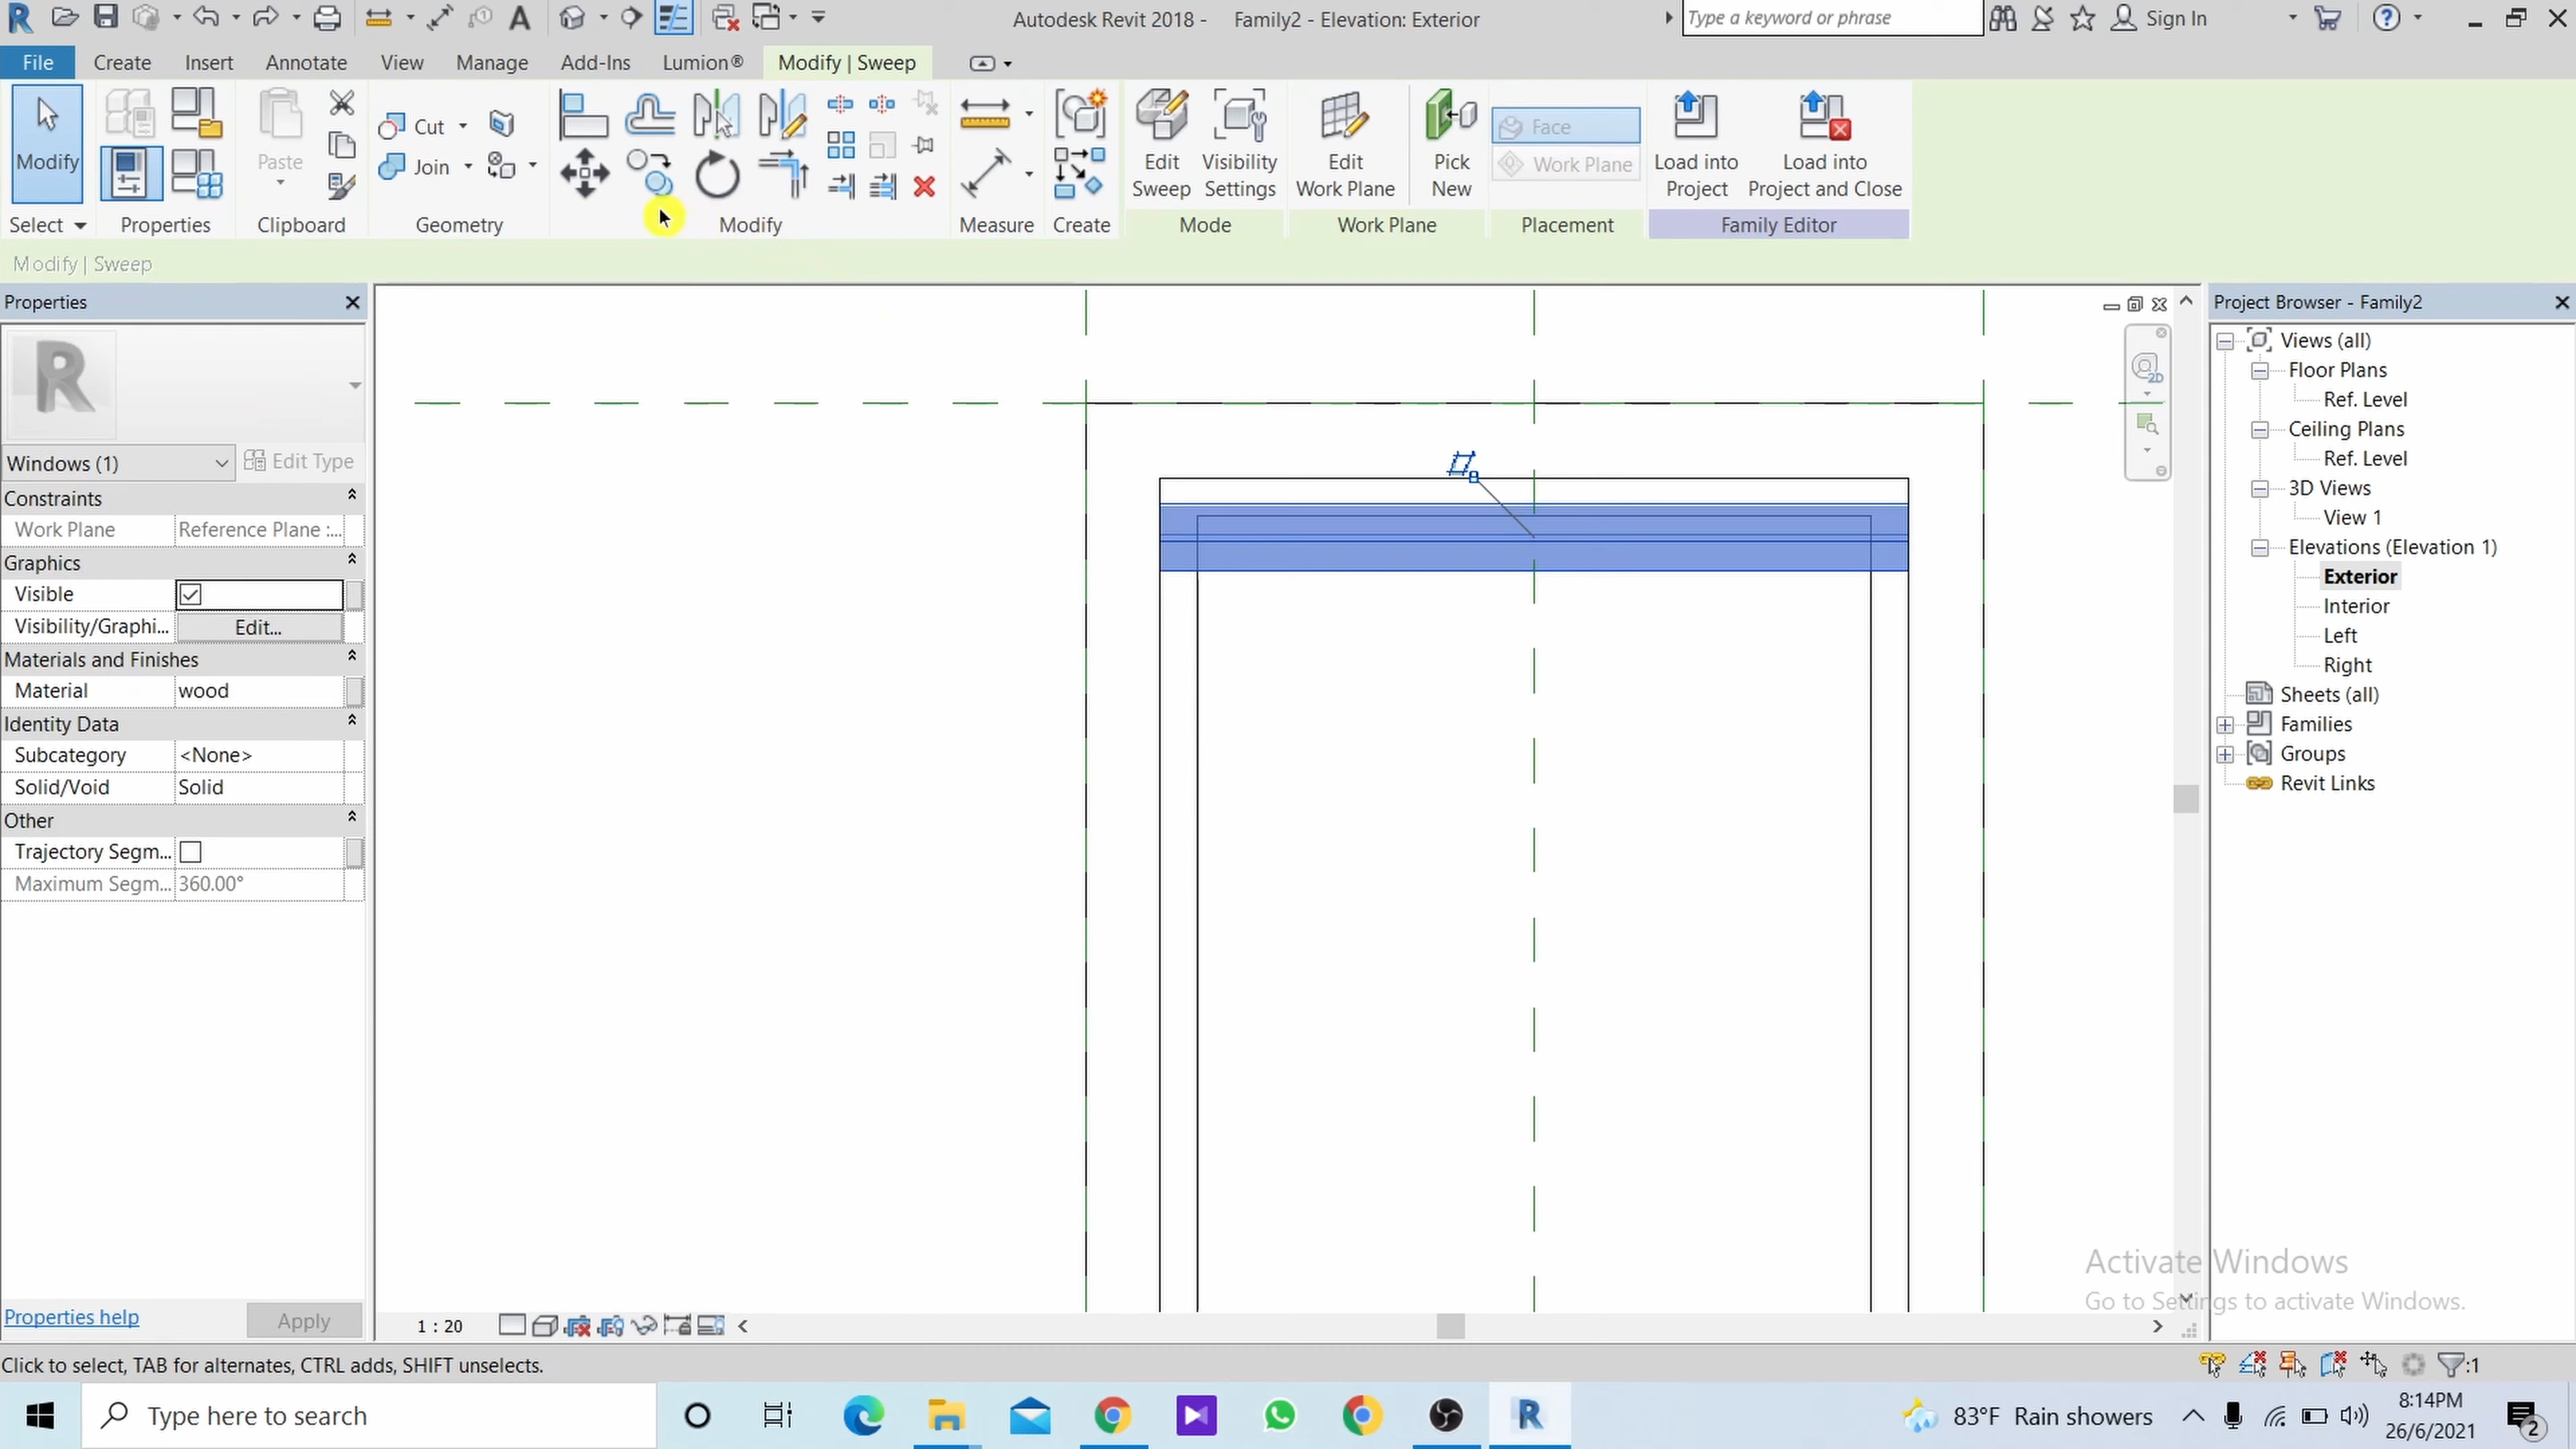 Autodesk Revit 2018 - Family2 - Elevation: Exterior
Type a keyword or phrase
Sign In
File Create Insert Annotate View Manage Add-Ins Lumion® Modify | Sweep
Modify
Paste
Cut
Join
Edit Sweep
Visibility Settings
Edit Work Plane
Pick New
Face
Work Plane
Load into Project
Load into Project and Close
Select Properties Clipboard Geometry Modify Measure Create Mode Work Plane Placement Family Editor
Modify | Sweep
Properties
R
Windows (1) Edit Type
Constraints
Work Plane Reference Plane :...
Graphics
Visible
Visibility/Graphi... Edit...
Materials and Finishes
Material wood
Identity Data
Subcategory <None>
Solid/Void Solid
Other
Trajectory Segm...
Maximum Segm... 360.00°
Properties help Apply
2D
1 : 20
Project Browser - Family2
Views (all)
Floor Plans
Ref. Level
Ceiling Plans
Ref. Level
3D Views
View 1
Elevations (Elevation 1)
Exterior
Interior
Left
Right
Sheets (all)
Families
Groups
Revit Links
Activate Windows
Go to Settings to activate Windows.
Click to select, TAB for alternates, CTRL adds, SHIFT unselects.
:1
Type here to search
83°F Rain showers
8:14PM
26/6/2021
2